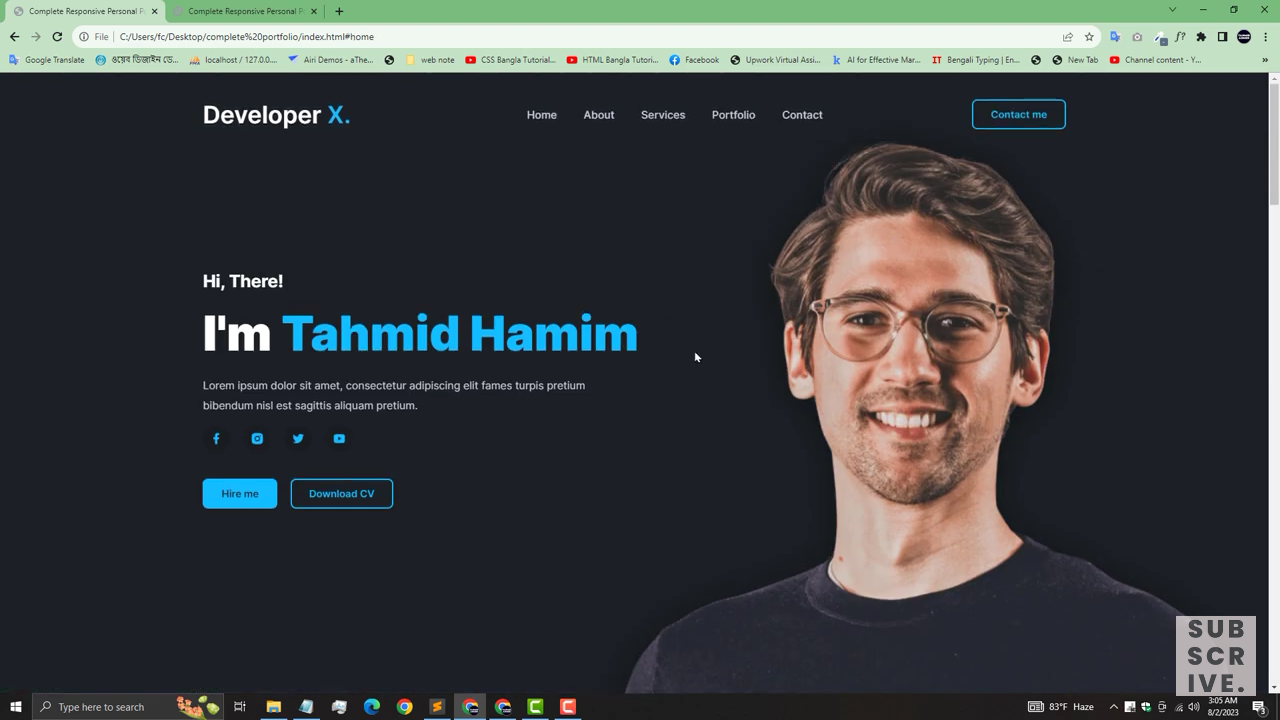 Complete Responsive Personal P
Complete Responsive Personal P
File
C:/Users/fc/Desktop/complete%20portfolio/index.html#home
Google Translate
ওয়েব ডিজাইন ডে...
localhost / 127.0.0....
Airi Demos - aThe...
web note
CSS Bangla Tutorial...
HTML Bangla Tutori...
Facebook
Upwork Virtual Assi...
AI for Effective Mar...
Bengali Typing | En...
New Tab
Channel content - Y...
Developer X.
Home
About
Services
Portfolio
Contact
Contact me
Hi, There!
I'm Tahmid Hamim
Lorem ipsum dolor sit amet, consectetur adipiscing elit fames turpis pretium
bibendum nisl est sagittis aliquam pretium.
Hire me
Download CV
SUB
SCR
IVE.
Type here to search
83°F Haze
3:05 AM
8/2/2023